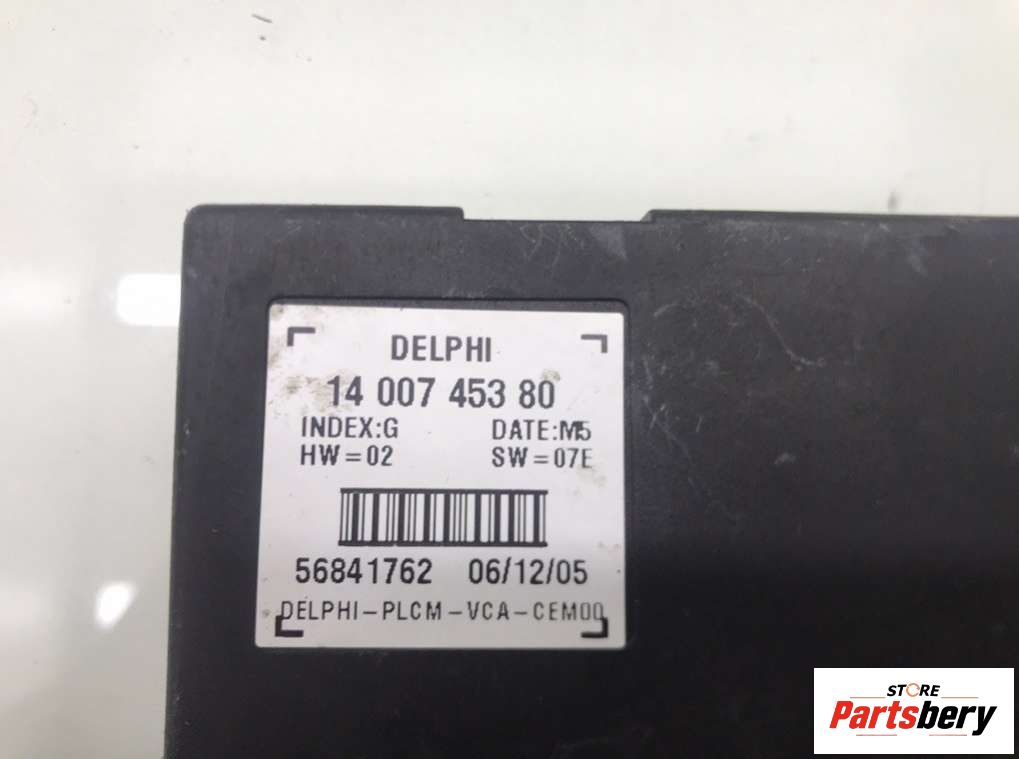 DELPHI
14 007 453 80
INDEX:G DATE:M5
HW=02 SW=07E
56841762 06/12/05
DELPHI-PLCM-VCA-CEM00
STORE
Partsbery